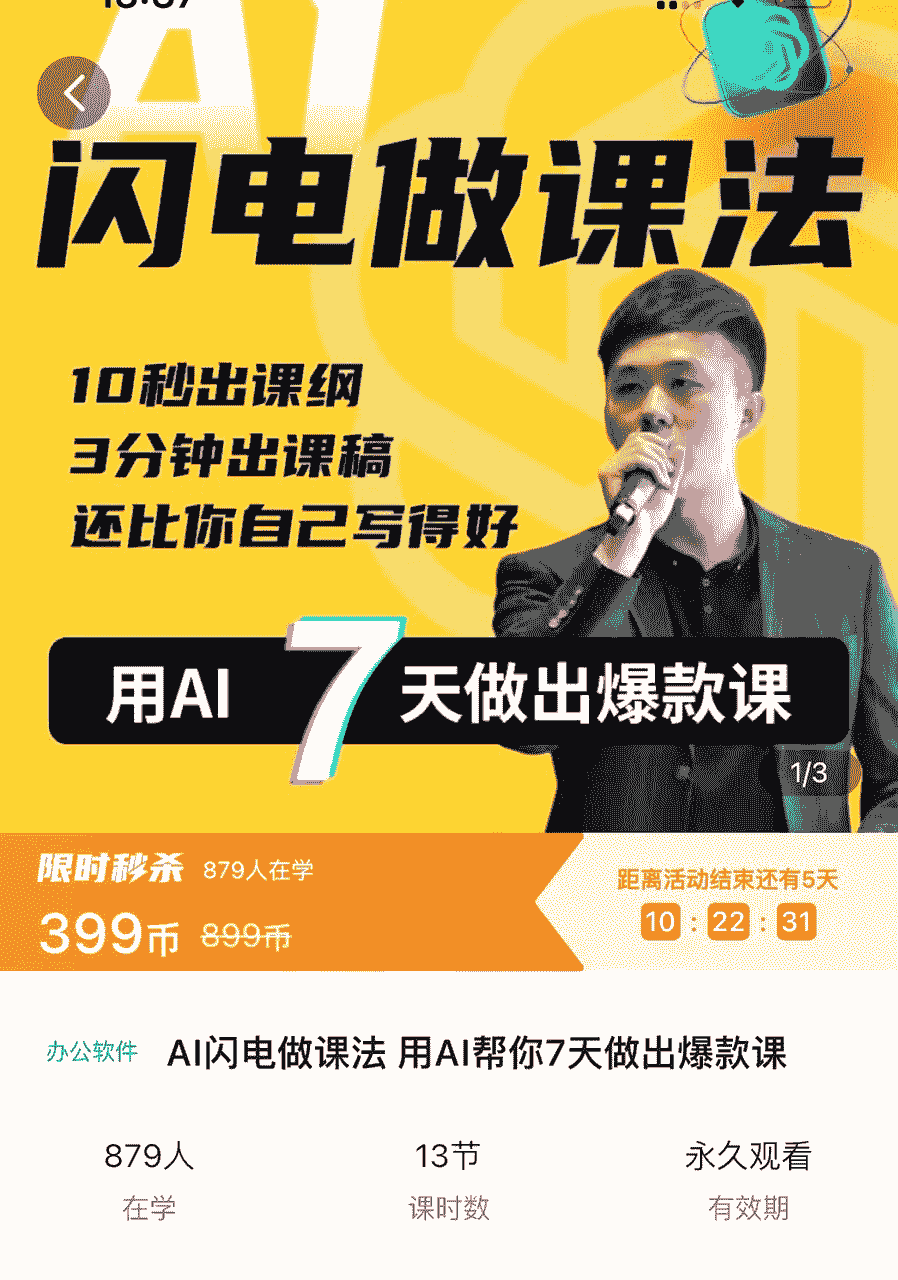 AI
闪电做课法
10秒出课纲
3分钟出课稿
还比你自己写得好
用AI 7 天做出爆款课
1/3
限时秒杀 879人在学
距离活动结束还有5天
399币 899币
10 : 22 : 31
办公软件 AI闪电做课法 用AI帮你7天做出爆款课
879人 13节 永久观看
在学 课时数 有效期